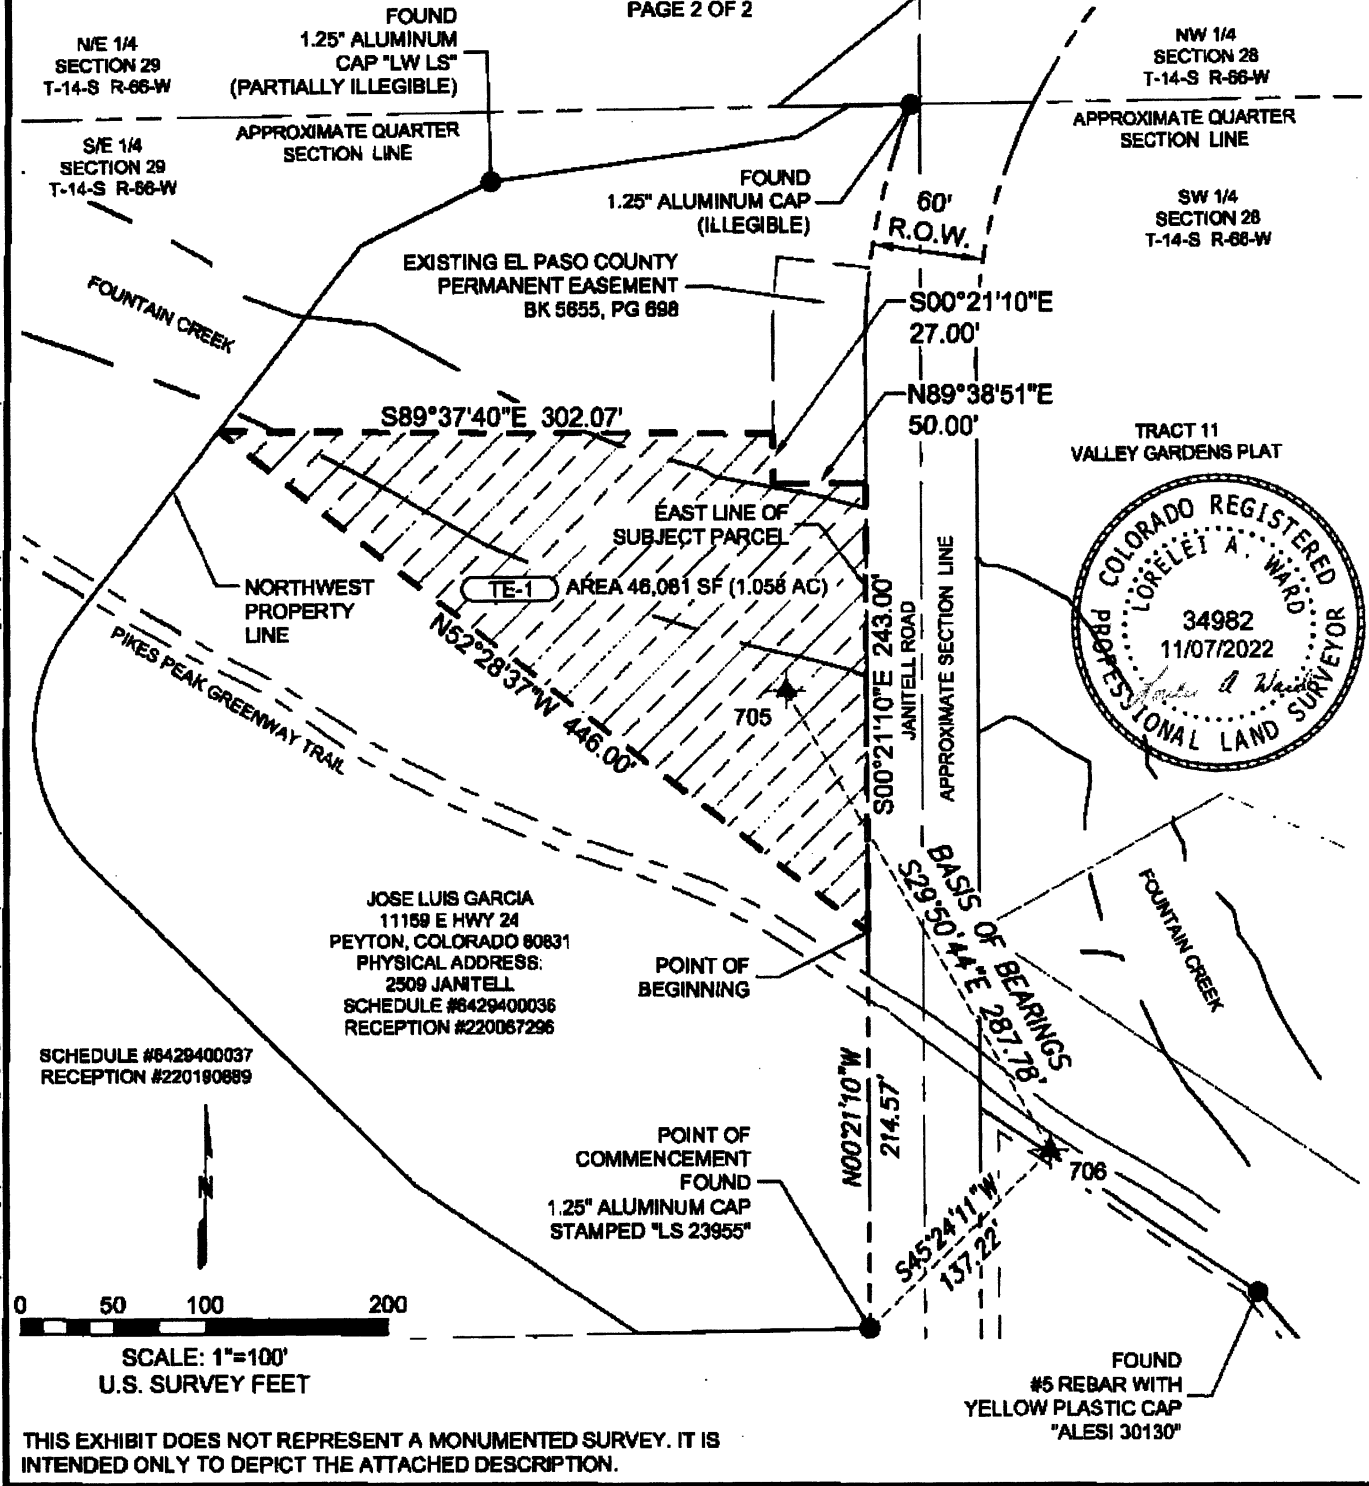 PAGE 2 OF 2
N/E 1/4
SECTION 29
T-14-S R-66-W
FOUND
1.25" ALUMINUM
CAP "LW LS"
(PARTIALLY ILLEGIBLE)
NW 1/4
SECTION 28
T-14-S R-66-W
APPROXIMATE QUARTER
SECTION LINE
APPROXIMATE QUARTER
SECTION LINE
S/E 1/4
SECTION 29
T-14-S R-66-W
FOUND
1.25" ALUMINUM CAP
(ILLEGIBLE)
60'
R.O.W.
SW 1/4
SECTION 28
T-14-S R-66-W
FOUNTAIN CREEK
EXISTING EL PASO COUNTY
PERMANENT EASEMENT
BK 5655, PG 698
S00°21'10"E
27.00'
N89°38'51"E
50.00'
S89°37'40"E 302.07'
TRACT 11
VALLEY GARDENS PLAT
EAST LINE OF
SUBJECT PARCEL
COLORADO REGISTERED
LORELEI A. WARD
34982
11/07/2022
PROFESSIONAL LAND SURVEYOR
NORTHWEST
PROPERTY
LINE
TE-1 AREA 46,081 SF (1.058 AC)
N52°28'37"W 446.00'
S00°21'10"E 243.00'
JANITELL ROAD
APPROXIMATE SECTION LINE
PIKES PEAK GREENWAY TRAIL
705
BASIS OF BEARINGS
S29°50'44"E 287.78'
FOUNTAIN CREEK
JOSE LUIS GARCIA
11159 E HWY 24
PEYTON, COLORADO 80831
PHYSICAL ADDRESS:
2509 JANITELL
SCHEDULE #6429400036
RECEPTION #220067296
POINT OF
BEGINNING
SCHEDULE #6429400037
RECEPTION #220190889
N00°21'10"W
214.57'
N
POINT OF
COMMENCEMENT
FOUND
1.25" ALUMINUM CAP
STAMPED "LS 23955"
706
S45°24'11"W
137.22'
0 50 100 200
SCALE: 1"=100'
U.S. SURVEY FEET
FOUND
#5 REBAR WITH
YELLOW PLASTIC CAP
"ALESI 30130"
THIS EXHIBIT DOES NOT REPRESENT A MONUMENTED SURVEY. IT IS
INTENDED ONLY TO DEPICT THE ATTACHED DESCRIPTION.